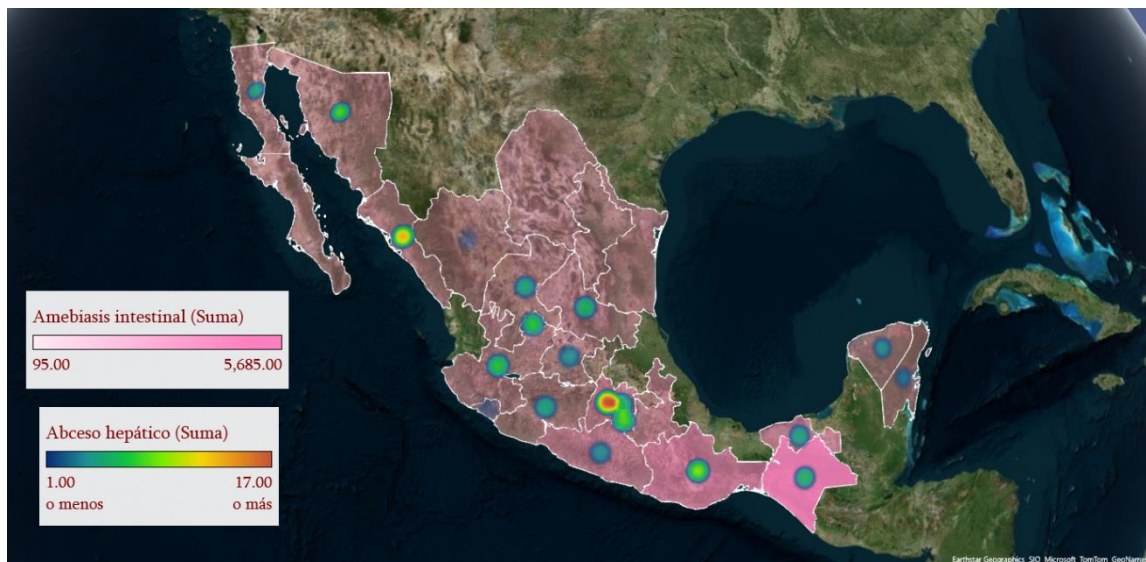 Amebiasis intestinal (Suma)
95.00 5,685.00
Abceso hepático (Suma)
1.00 17.00
o menos o más
Earthstar Geographics SIO Microsoft TomTom GeoName